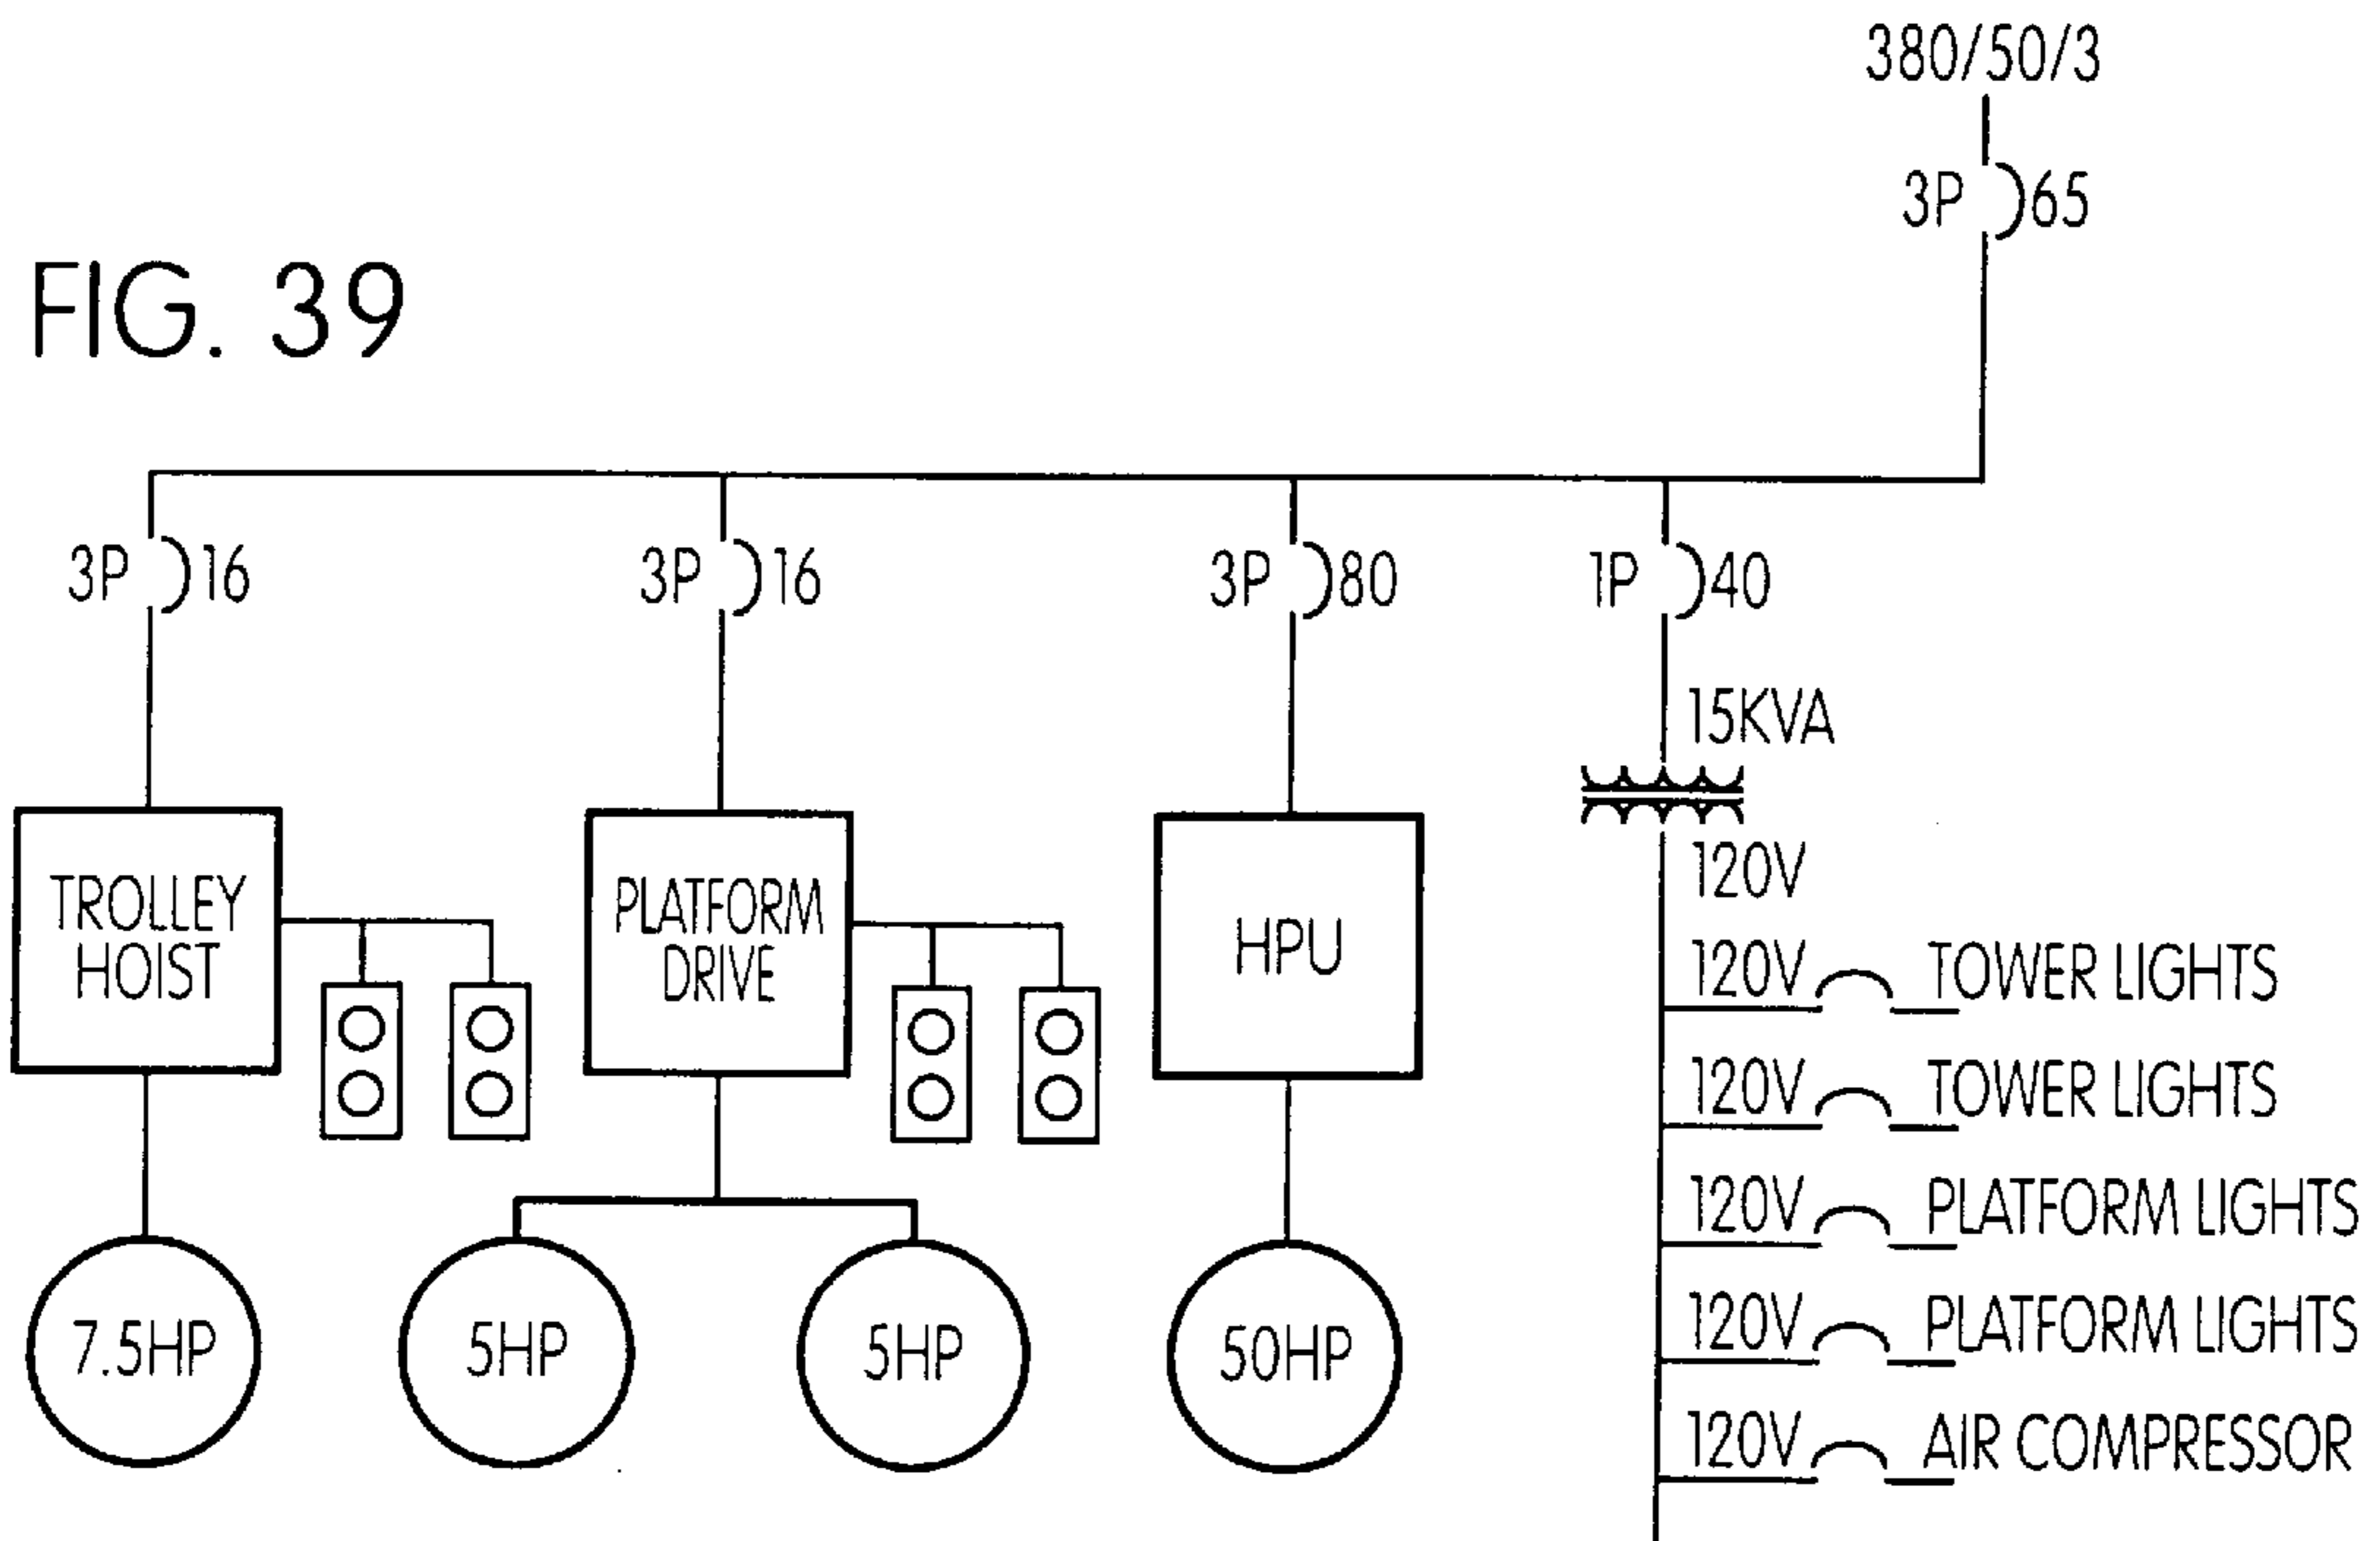 380/50/3
3P 65
FIG. 39
3P 16
3P 16
3P 80
1P 40
15KVA
120V
TROLLEY
HOIST
PLATFORM
DRIVE
HPU
120V TOWER LIGHTS
120V TOWER LIGHTS
120V PLATFORM LIGHTS
120V PLATFORM LIGHTS
120V AIR COMPRESSOR
7.5HP
5HP
5HP
50HP